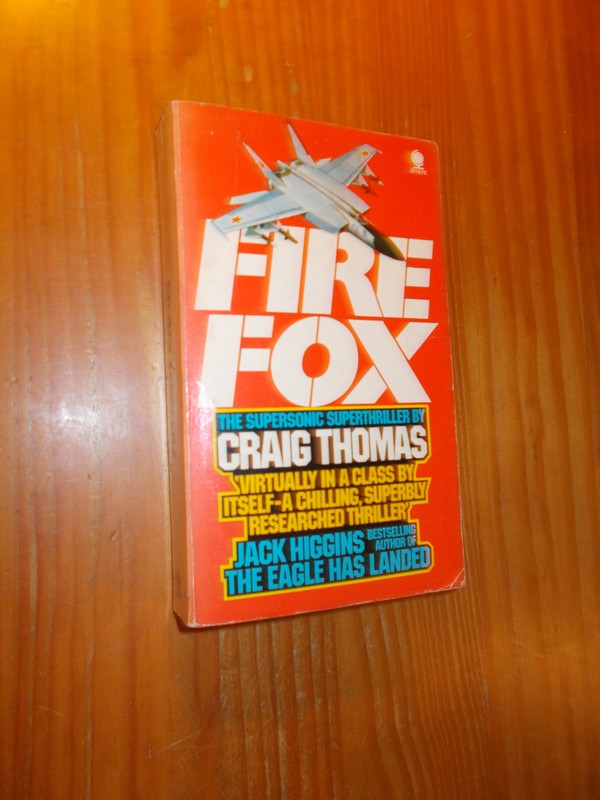 FIRE
FOX
THE SUPERSONIC SUPERTHRILLER BY
CRAIG THOMAS
'VIRTUALLY IN A CLASS BY
ITSELF-A CHILLING, SUPERBLY
RESEARCHED THRILLER'
JACK HIGGINS BESTSELLING
AUTHOR OF
THE EAGLE HAS LANDED